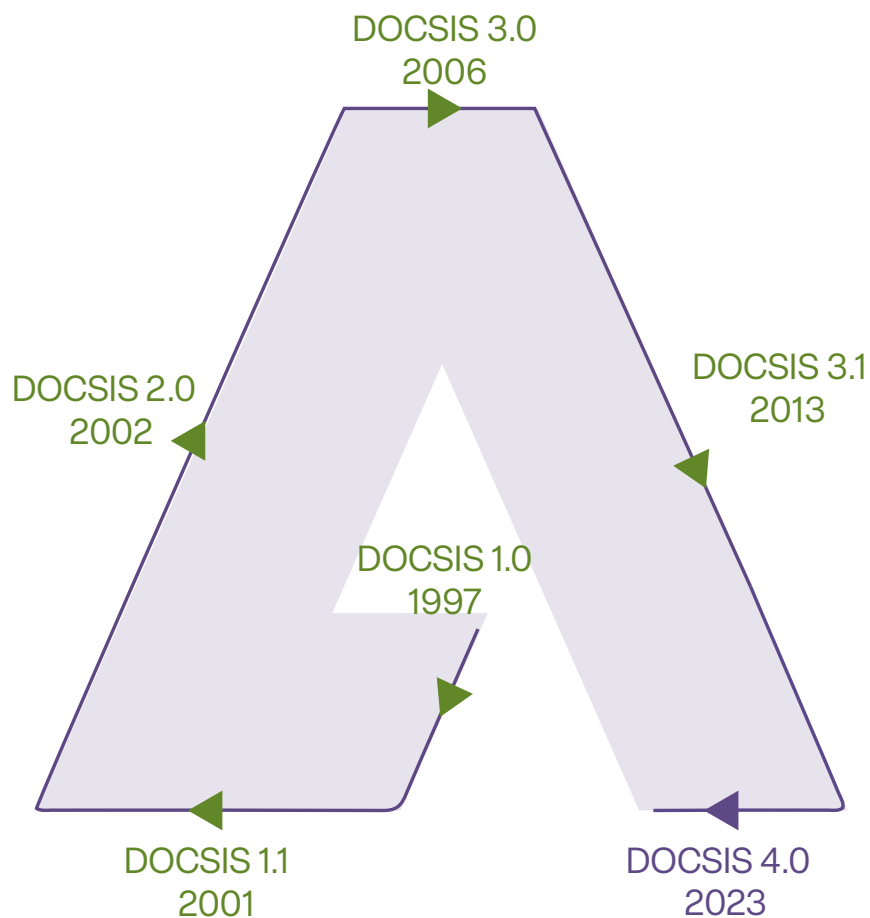 DOCSIS 3.0
2006
DOCSIS 2.0
2002
DOCSIS 3.1
2013
DOCSIS 1.0
1997
DOCSIS 1.1
2001
DOCSIS 4.0
2023